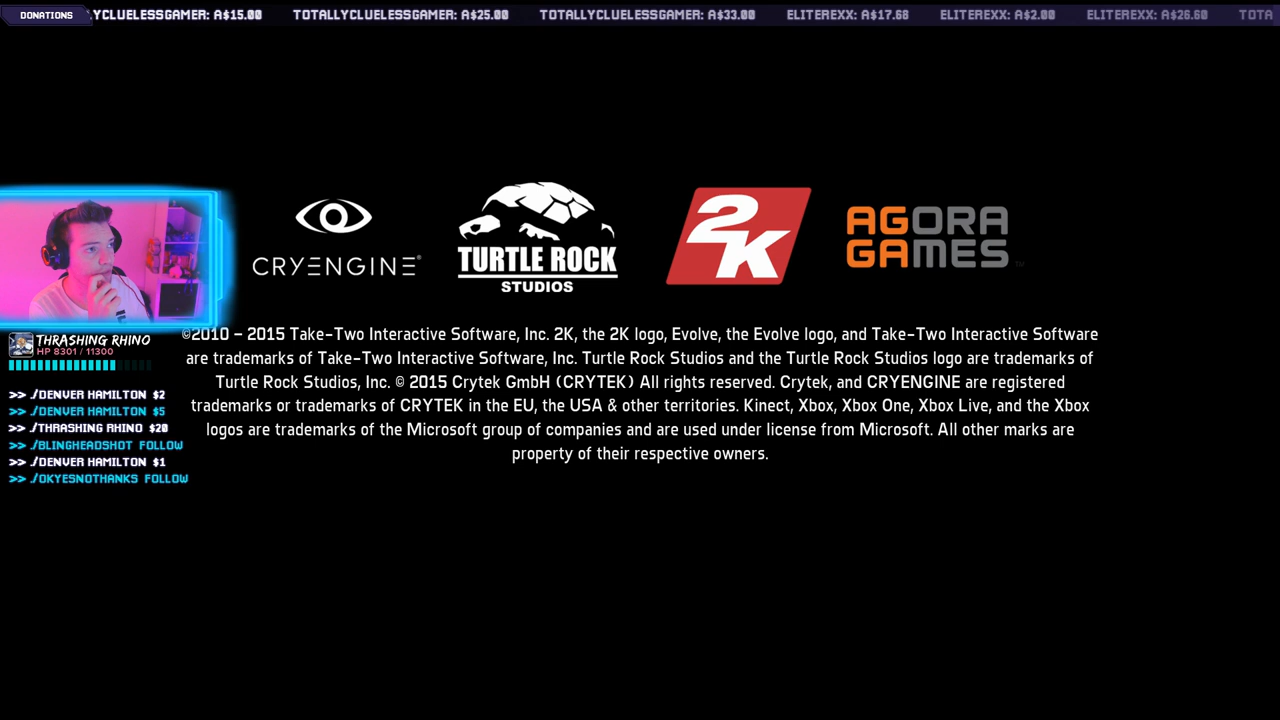 DONATIONS
YCLUELESSGAMER: A$15.00 TOTALLYCLUELESSGAMER: A$25.00 TOTALLYCLUELESSGAMER: A$33.00 ELITEREXX: A$17.68 ELITEREXX: A$2.00 ELITEREXX: A$26.60 TOTA
CRYENGINE®
TURTLE ROCK
STUDIOS
2K
AGORA
GAMES™
©2010 – 2015 Take-Two Interactive Software, Inc. 2K, the 2K logo, Evolve, the Evolve logo, and Take-Two Interactive Software
are trademarks of Take-Two Interactive Software, Inc. Turtle Rock Studios and the Turtle Rock Studios logo are trademarks of
Turtle Rock Studios, Inc. © 2015 Crytek GmbH (CRYTEK) All rights reserved. Crytek, and CRYENGINE are registered
trademarks or trademarks of CRYTEK in the EU, the USA & other territories. Kinect, Xbox, Xbox One, Xbox Live, and the Xbox
logos are trademarks of the Microsoft group of companies and are used under license from Microsoft. All other marks are
property of their respective owners.
THRASHING RHINO
HP 8301 / 11300
>> ./DENVER HAMILTON $2
>> ./DENVER HAMILTON $5
>> ./THRASHING RHINO $20
>> ./BLINGHEADSHOT FOLLOW
>> ./DENVER HAMILTON $1
>> ./OKYESNOTHANKS FOLLOW